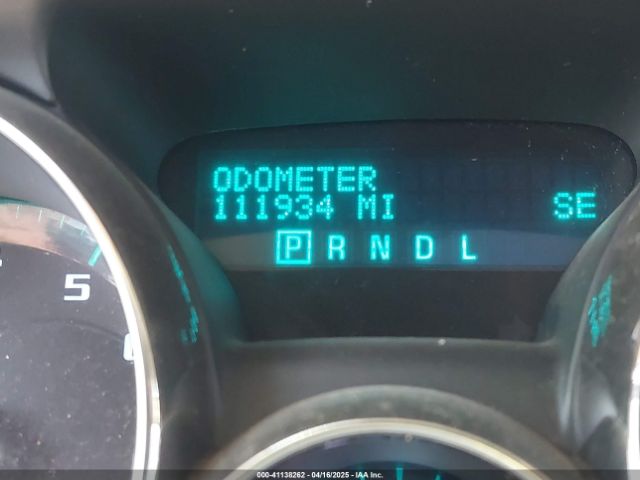 ODOMETER
111934 MI SE
P R N D L
5
000-41138262 - 04/16/2025 - IAA Inc.